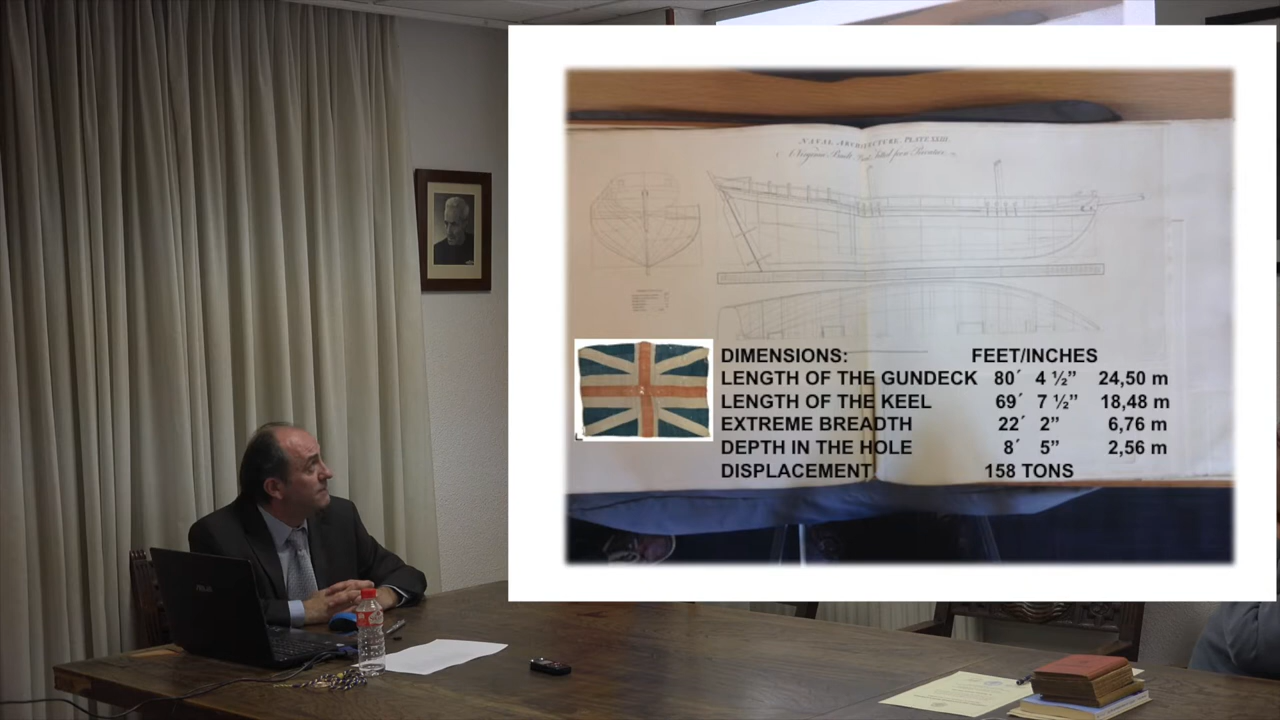 NAVAL ARCHITECTURE. PLATE XXIII.
DIMENSIONS: FEET/INCHES
LENGTH OF THE GUNDECK 80´ 4 ½” 24,50 m
LENGTH OF THE KEEL 69´ 7 ½” 18,48 m
EXTREME BREADTH 22´ 2” 6,76 m
DEPTH IN THE HOLE 8´ 5” 2,56 m
DISPLACEMENT 158 TONS
ASUS